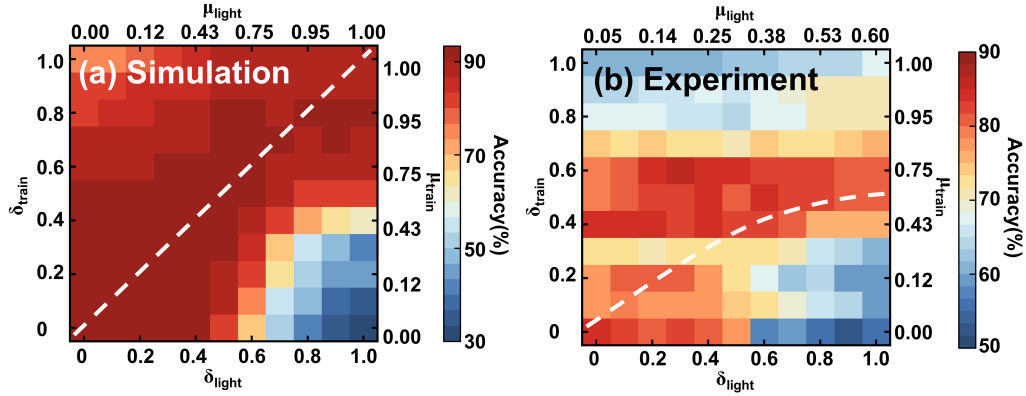 μlight
0.00 0.12 0.43 0.75 0.95 1.00
(a) Simulation
1.0
0.8
0.6
0.4
0.2
0
δtrain
1.00
0.95
0.75
0.43
0.12
0.00
μtrain
90
70
50
30
Accuracy(%)
0 0.2 0.4 0.6 0.8 1.0
δlight
μlight
0.05 0.14 0.25 0.38 0.53 0.60
(b) Experiment
1.0
0.8
0.6
0.4
0.2
0
δtrain
1.00
0.95
0.75
0.43
0.12
0.00
μtrain
90
80
70
60
50
Accuracy(%)
0 0.2 0.4 0.6 0.8 1.0
δlight